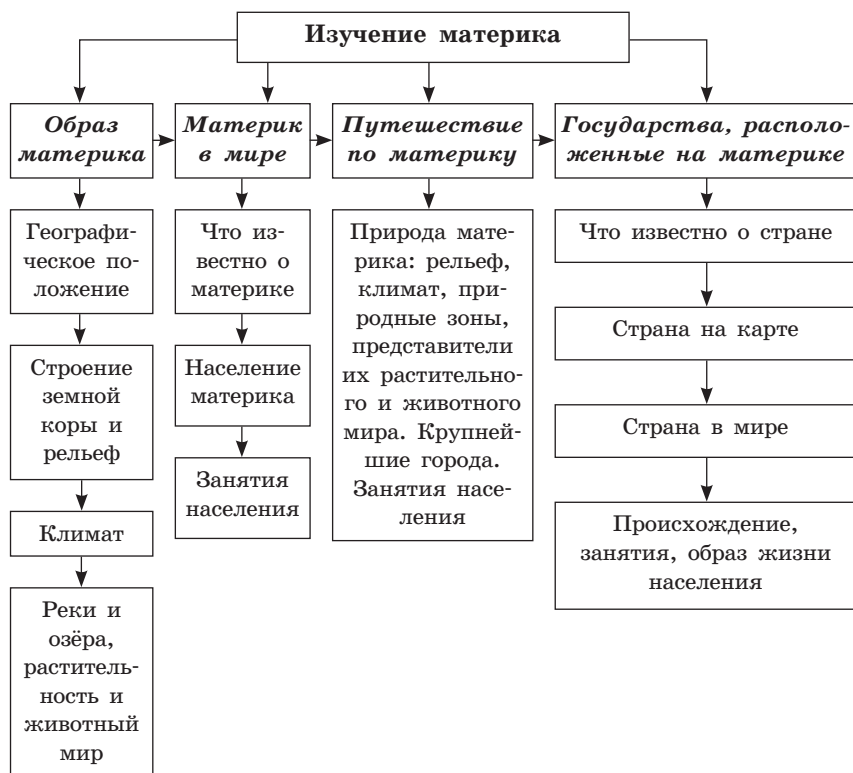 Изучение материка
Образ
материка
Материк
в мире
Путешествие
по материку
Государства, располо-
женные на материке
Географи-
ческое по-
ложение
Строение
земной
коры и
рельеф
Климат
Реки и
озёра,
раститель-
ность и
животный
мир
Что из-
вестно о
материке
Население
материка
Занятия
населения
Природа мате-
рика: рельеф,
климат, при-
родные зоны,
представители
их растительно-
го и животного
мира. Крупней-
шие города.
Занятия насе-
ления
Что известно о стране
Страна на карте
Страна в мире
Происхождение,
занятия, образ жизни
населения